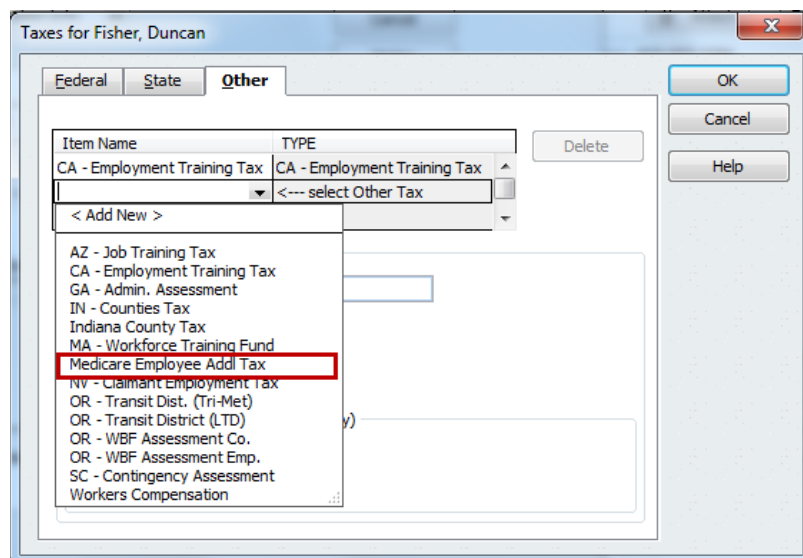 Taxes for Fisher, Duncan
Federal State Other
OK
Cancel
Help
Item Name TYPE
Delete
CA - Employment Training Tax CA - Employment Training Tax
<--- select Other Tax
< Add New >
AZ - Job Training Tax
CA - Employment Training Tax
GA - Admin. Assessment
IN - Counties Tax
Indiana County Tax
MA - Workforce Training Fund
Medicare Employee Addl Tax
NV - Claimant Employment Tax
OR - Transit Dist. (Tri-Met)
OR - Transit District (LTD) y)
OR - WBF Assessment Co.
OR - WBF Assessment Emp.
SC - Contingency Assessment
Workers Compensation